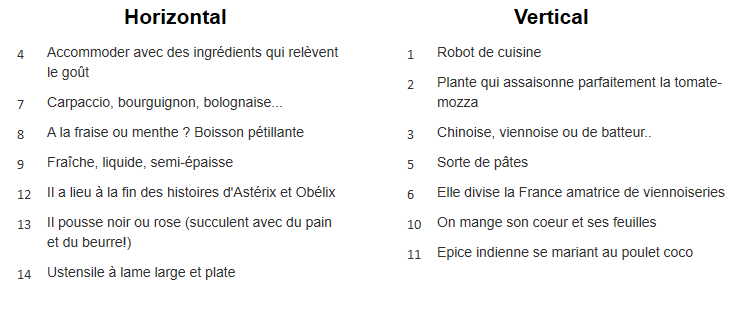 Horizontal
4 Accommoder avec des ingrédients qui relèvent
le goût
7 Carpaccio, bourguignon, bolognaise...
8 A la fraise ou menthe ? Boisson pétillante
9 Fraîche, liquide, semi-épaisse
12 Il a lieu à la fin des histoires d'Astérix et Obélix
13 Il pousse noir ou rose (succulent avec du pain
et du beurre!)
14 Ustensile à lame large et plate
Vertical
1 Robot de cuisine
2 Plante qui assaisonne parfaitement la tomate-
mozza
3 Chinoise, viennoise ou de batteur..
5 Sorte de pâtes
6 Elle divise la France amatrice de viennoiseries
10 On mange son coeur et ses feuilles
11 Epice indienne se mariant au poulet coco